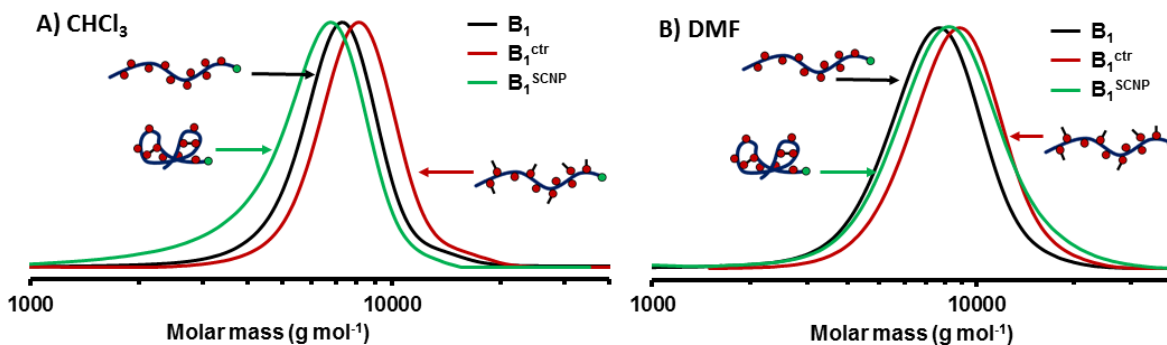 A) CHCl₃
B₁
B₁ᶜᵗʳ
B₁ˢᶜᴺᴾ
1000
10000
Molar mass (g mol⁻¹)
B) DMF
B₁
B₁ᶜᵗʳ
B₁ˢᶜᴺᴾ
1000
10000
Molar mass (g mol⁻¹)